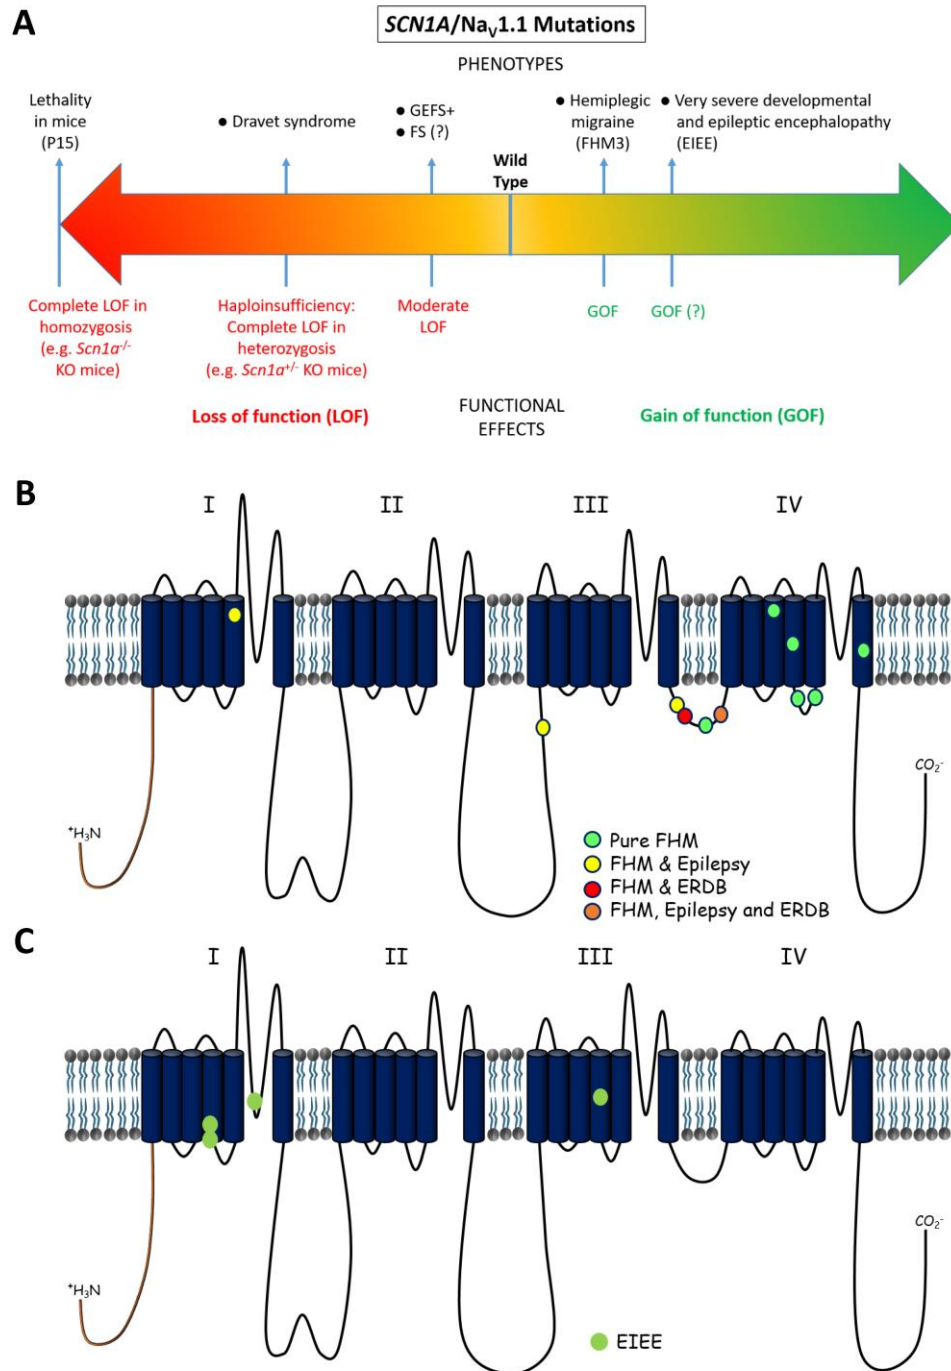 A
SCN1A/NaV1.1 Mutations
PHENOTYPES
Lethality
in mice
(P15)
● Dravet syndrome
● GEFS+
● FS (?)
Wild
Type
● Hemiplegic
migraine
(FHM3)
● Very severe developmental
and epileptic encephalopathy
(EIEE)
Complete LOF in
homozygosis
(e.g. Scn1a-/-
KO mice)
Haploinsufficiency:
Complete LOF in
heterozygosis
(e.g. Scn1a+/- KO mice)
Moderate
LOF
GOF
GOF (?)
Loss of function (LOF)
FUNCTIONAL
EFFECTS
Gain of function (GOF)
B
I
II
III
IV
+H3N
CO2-
Pure FHM
FHM & Epilepsy
FHM & ERDB
FHM, Epilepsy and ERDB
C
I
II
III
IV
+H3N
CO2-
EIEE